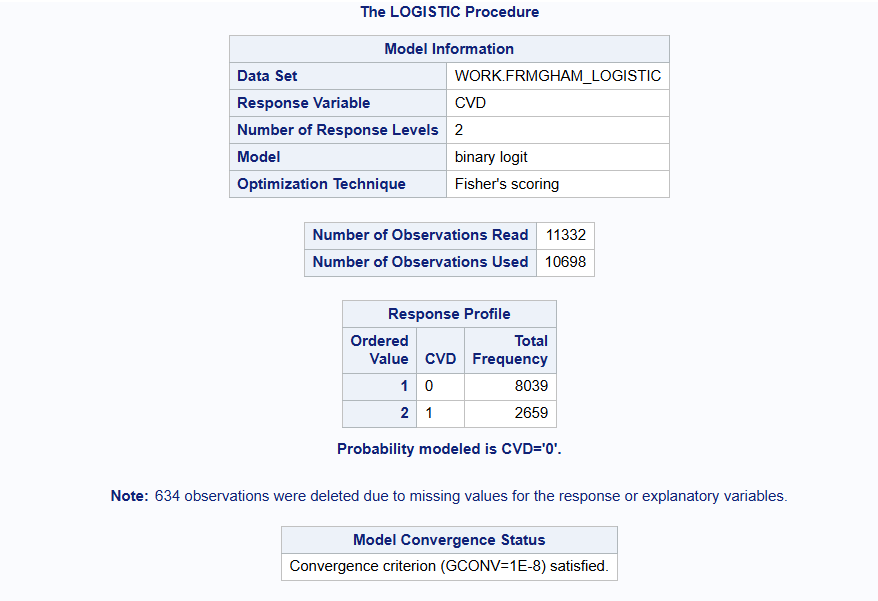 The LOGISTIC Procedure
Model Information
Data Set WORK.FRMGHAM_LOGISTIC
Response Variable CVD
Number of Response Levels 2
Model binary logit
Optimization Technique Fisher's scoring
Number of Observations Read 11332
Number of Observations Used 10698
Response Profile
Ordered Total
Value CVD Frequency
1 0 8039
2 1 2659
Probability modeled is CVD='0'.
Note: 634 observations were deleted due to missing values for the response or explanatory variables.
Model Convergence Status
Convergence criterion (GCONV=1E-8) satisfied.